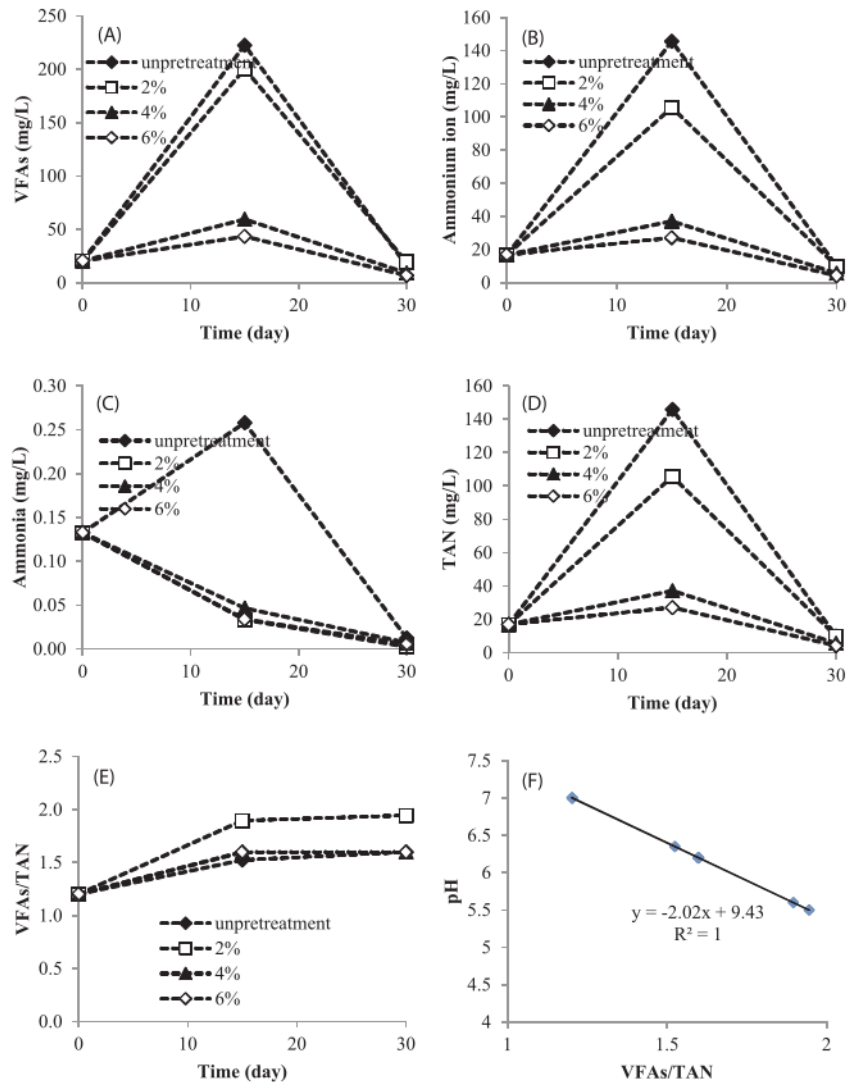 (A)
250
200
150
100
50
0
VFAs (mg/L)
unpretreatment
2%
4%
6%
0 10 20 30
Time (day)
(B)
160
140
120
100
80
60
40
20
0
Ammonium ion (mg/L)
unpretreatment
2%
4%
6%
0 10 20 30
Time (day)
(C)
0.30
0.25
0.20
0.15
0.10
0.05
0.00
Ammonia (mg/L)
unpretreatment
2%
4%
6%
0 10 20 30
Time (day)
(D)
160
140
120
100
80
60
40
20
0
TAN (mg/L)
unpretreatment
2%
4%
6%
0 10 20 30
Time (day)
(E)
2.5
2.0
1.5
1.0
0.5
0.0
VFAs/TAN
unpretreatment
2%
4%
6%
0 10 20 30
Time (day)
(F)
7.5
7
6.5
6
5.5
5
4.5
4
pH
y = -2.02x + 9.43
R² = 1
1 1.5 2
VFAs/TAN